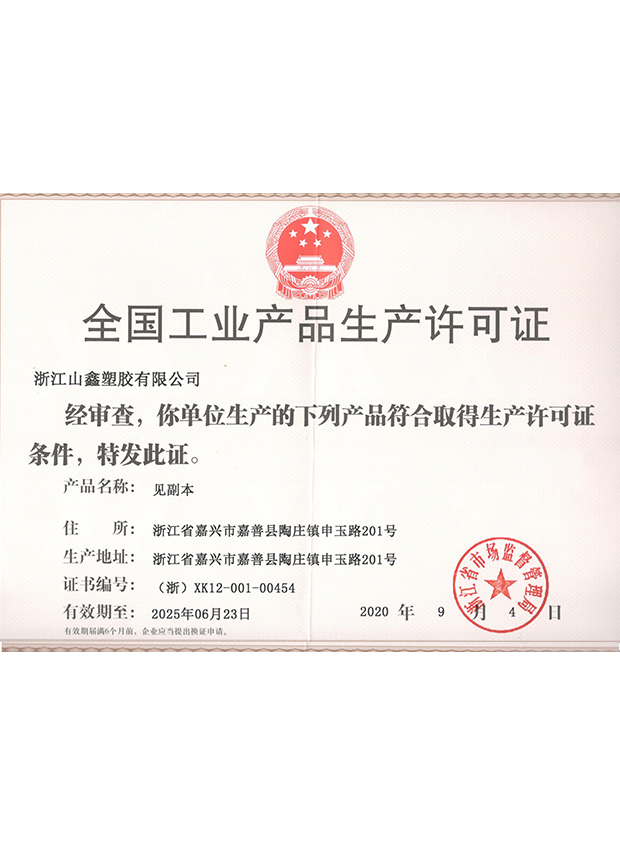 全国工业产品生产许可证
浙江山鑫塑胶有限公司
经审查，你单位生产的下列产品符合取得生产许可证
条件，特发此证。
产品名称： 见副本
住 所： 浙江省嘉兴市嘉善县陶庄镇申玉路201号
生产地址： 浙江省嘉兴市嘉善县陶庄镇申玉路201号
证书编号： （浙）XK12-001-00454
有效期至： 2025年06月23日
2020 年 9 月 4 日
有效期届满6个月前，企业应当提出换证申请。
浙江省市场监督管理局